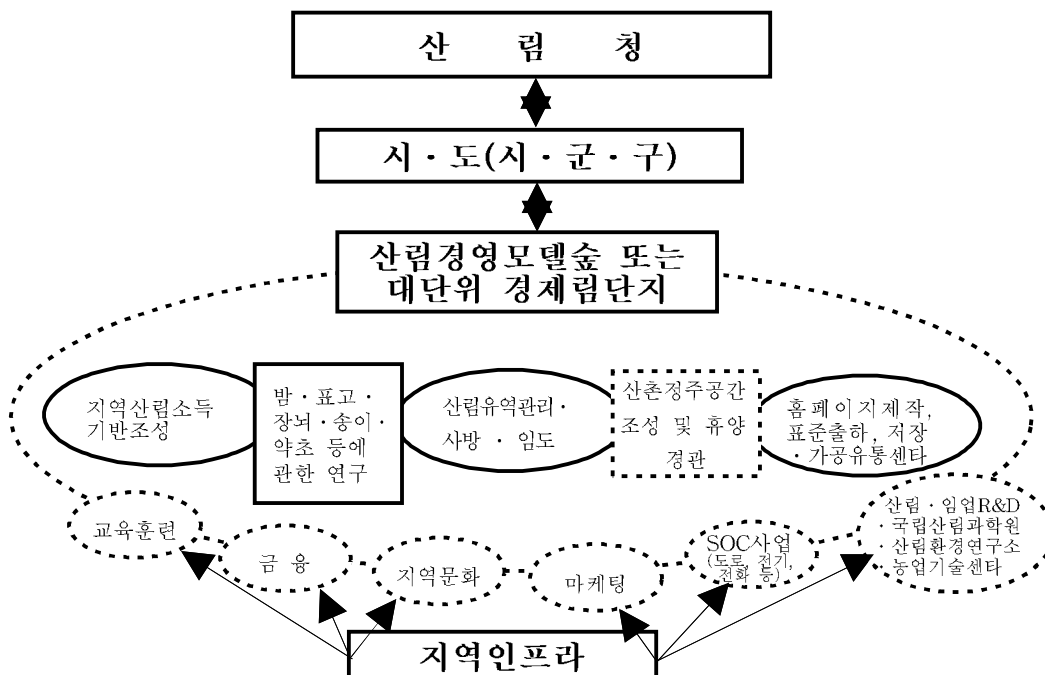 산 림 청
시 · 도(시 · 군 · 구)
산림경영모델숲 또는
대단위 경제림단지
지역산림소득
기반조성
밤 · 표고 ·
장뇌 · 송이 ·
약초 등에
관한 연구
산림유역관리 ·
사방 · 임도
산촌정주공간
조성 및 휴양
경관
홈페이지제작,
표준출하, 저장
· 가공유통센타
교육훈련
금 융
지역문화
마케팅
SOC사업
(도로, 전기,
전화 등)
산림 · 임업R&D
· 국립산림과학원
· 산림환경연구소
농업기술센타
지역인프라